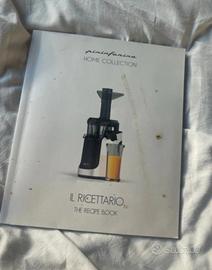 pininfarina
HOME COLLECTION
IL RICETTARIO
THE RECIPE BOOK